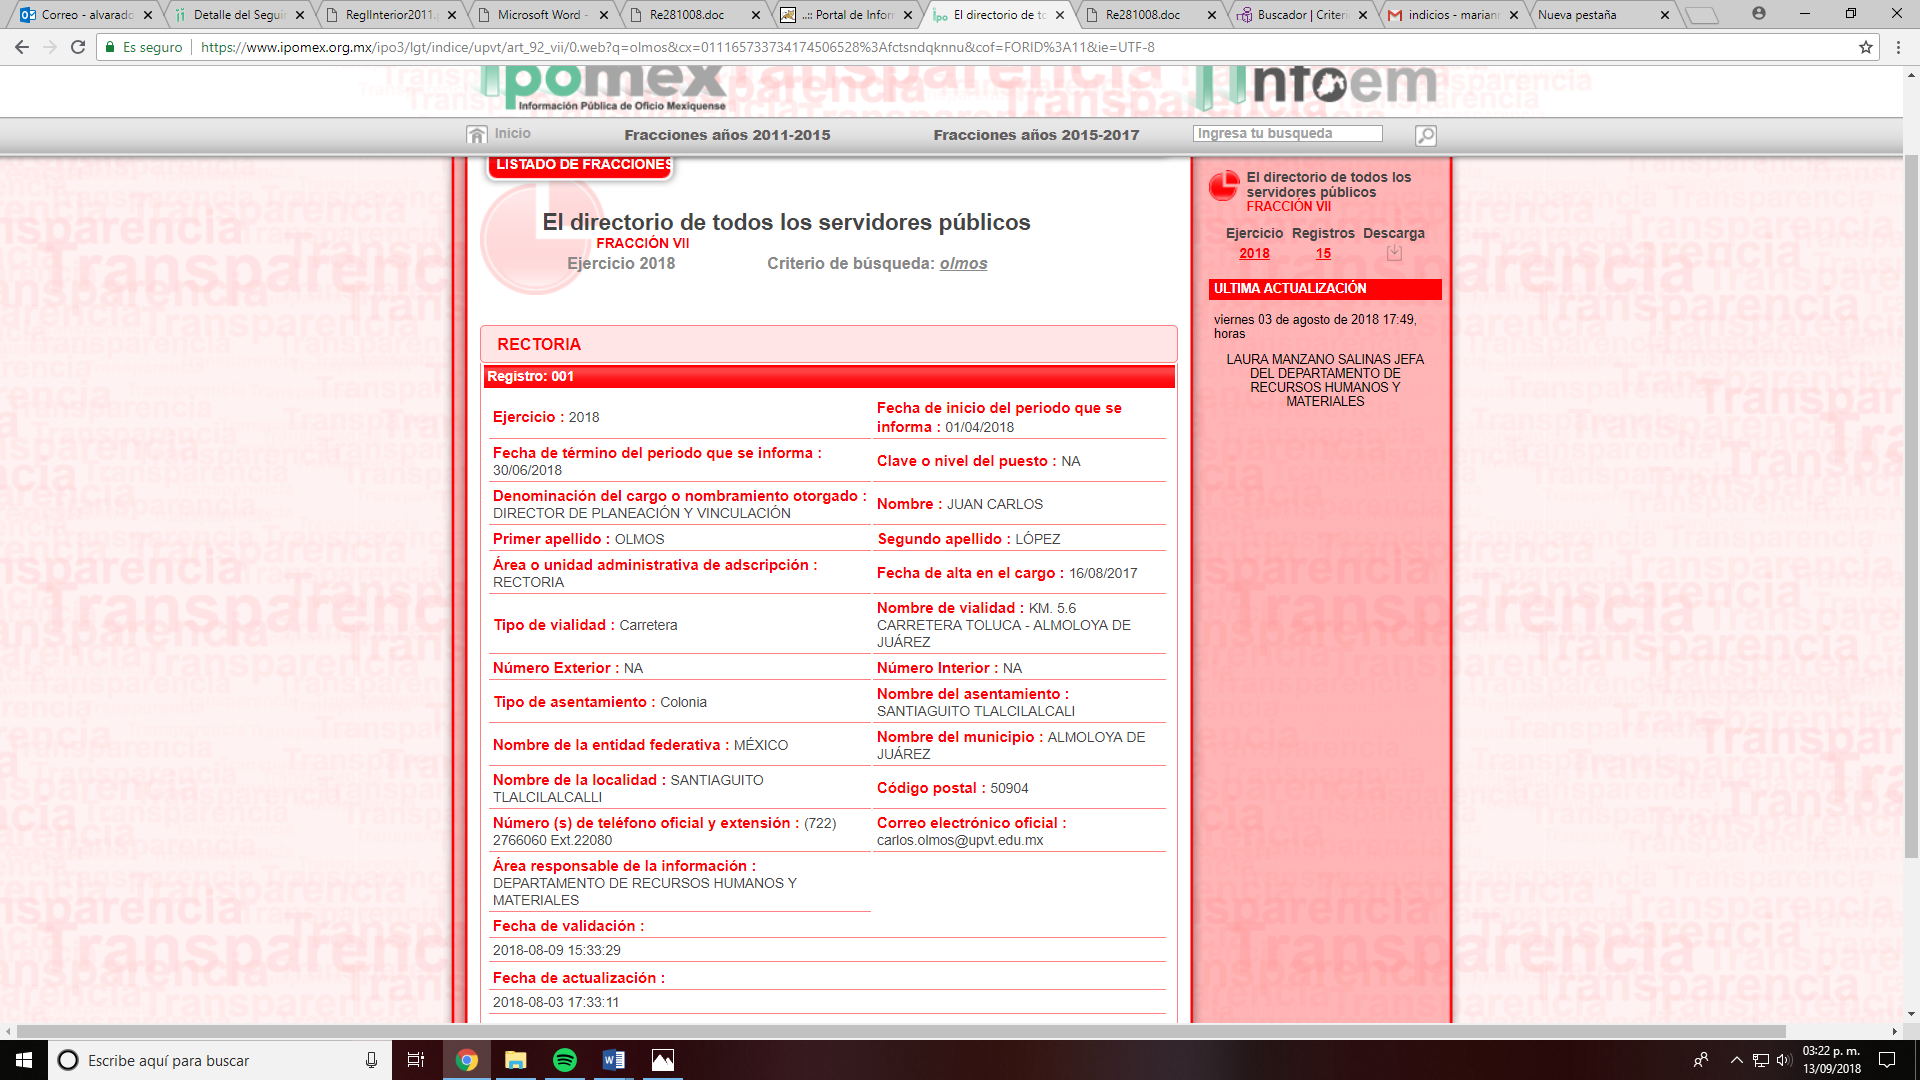 Correo - alvarado
Detalle del Seguim
ReglInterior2011.p
Microsoft Word -
Re281008.doc
..:: Portal de Inform
El directorio de to
Re281008.doc
Buscador | Criteri
indicios - mariann
Nueva pestaña
Es seguro
https://www.ipomex.org.mx/ipo3/lgt/indice/upvt/art_92_vii/0.web?q=olmos&cx=011165733734174506528%3Afctsndqknnu&cof=FORID%3A11&ie=UTF-8
ipomex
Información Pública de Oficio Mexiquense
Infoem
Inicio
Fracciones años 2011-2015
Fracciones años 2015-2017
Ingresa tu busqueda
LISTADO DE FRACCIONES
El directorio de todos los servidores públicos
FRACCIÓN VII
Ejercicio 2018
Criterio de búsqueda: olmos
RECTORIA
Registro: 001
Ejercicio : 2018
Fecha de inicio del periodo que se
informa : 01/04/2018
Fecha de término del periodo que se informa :
30/06/2018
Clave o nivel del puesto : NA
Denominación del cargo o nombramiento otorgado :
DIRECTOR DE PLANEACIÓN Y VINCULACIÓN
Nombre : JUAN CARLOS
Primer apellido : OLMOS
Segundo apellido : LÓPEZ
Área o unidad administrativa de adscripción :
RECTORIA
Fecha de alta en el cargo : 16/08/2017
Tipo de vialidad : Carretera
Nombre de vialidad : KM. 5.6
CARRETERA TOLUCA - ALMOLOYA DE
JUÁREZ
Número Exterior : NA
Número Interior : NA
Tipo de asentamiento : Colonia
Nombre del asentamiento :
SANTIAGUITO TLALCILALCALI
Nombre de la entidad federativa : MÉXICO
Nombre del municipio : ALMOLOYA DE
JUÁREZ
Nombre de la localidad : SANTIAGUITO
TLALCILALCALLI
Código postal : 50904
Número (s) de teléfono oficial y extensión : (722)
2766060 Ext.22080
Correo electrónico oficial :
carlos.olmos@upvt.edu.mx
Área responsable de la información :
DEPARTAMENTO DE RECURSOS HUMANOS Y
MATERIALES
Fecha de validación :
2018-08-09 15:33:29
Fecha de actualización :
2018-08-03 17:33:11
El directorio de todos los
servidores públicos
FRACCIÓN VII
Ejercicio Registros Descarga
2018 15
ULTIMA ACTUALIZACIÓN
viernes 03 de agosto de 2018 17:49,
horas
LAURA MANZANO SALINAS JEFA
DEL DEPARTAMENTO DE
RECURSOS HUMANOS Y
MATERIALES
Escribe aquí para buscar
03:22 p. m.
13/09/2018